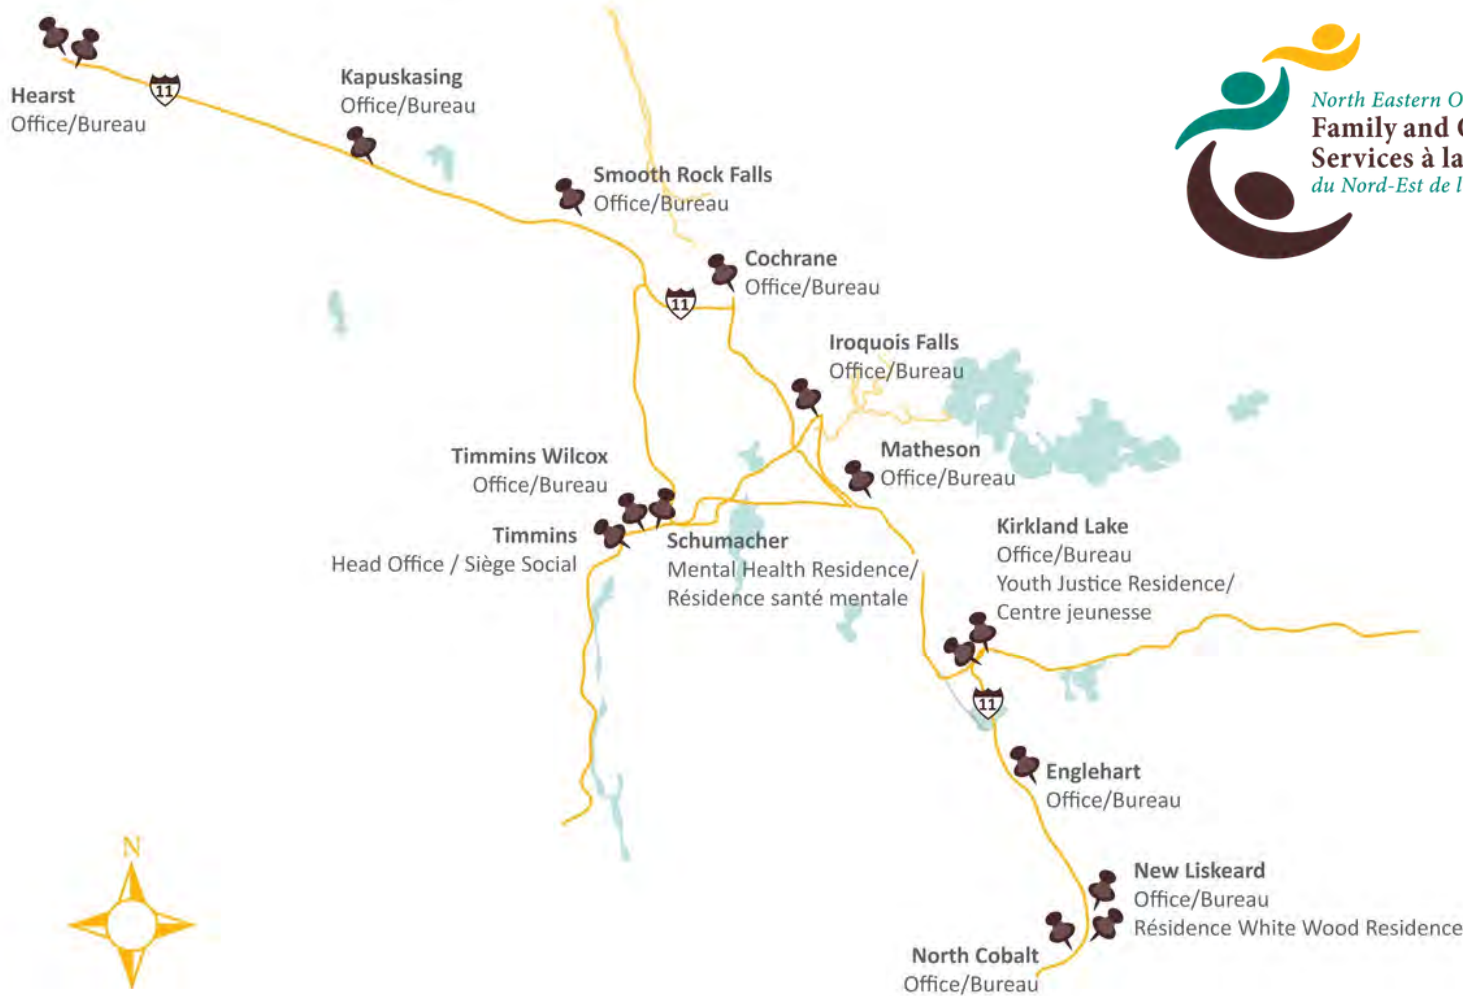 Hearst
Office/Bureau
11
Kapuskasing
Office/Bureau
North Eastern
Family and
Services à la
du Nord-Est de
Smooth Rock Falls
Office/Bureau
Cochrane
Office/Bureau
11
Iroquois Falls
Office/Bureau
Timmins Wilcox
Office/Bureau
Matheson
Office/Bureau
Timmins
Head Office / Siège Social
Schumacher
Mental Health Residence/
Résidence santé mentale
Kirkland Lake
Office/Bureau
Youth Justice Residence/
Centre jeunesse
11
Englehart
Office/Bureau
N
New Liskeard
Office/Bureau
Résidence White Wood Residence
North Cobalt
Office/Bureau